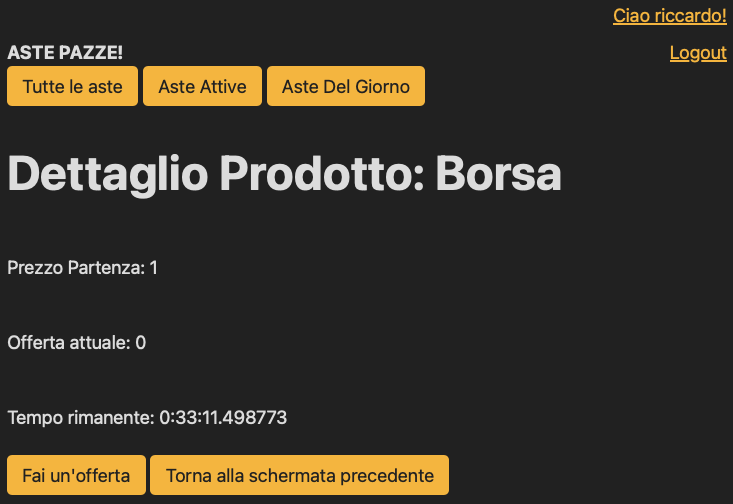 Ciao riccardo!
ASTE PAZZE! Logout
Tutte le aste Aste Attive Aste Del Giorno
Dettaglio Prodotto: Borsa
Prezzo Partenza: 1
Offerta attuale: 0
Tempo rimanente: 0:33:11.498773
Fai un'offerta Torna alla schermata precedente